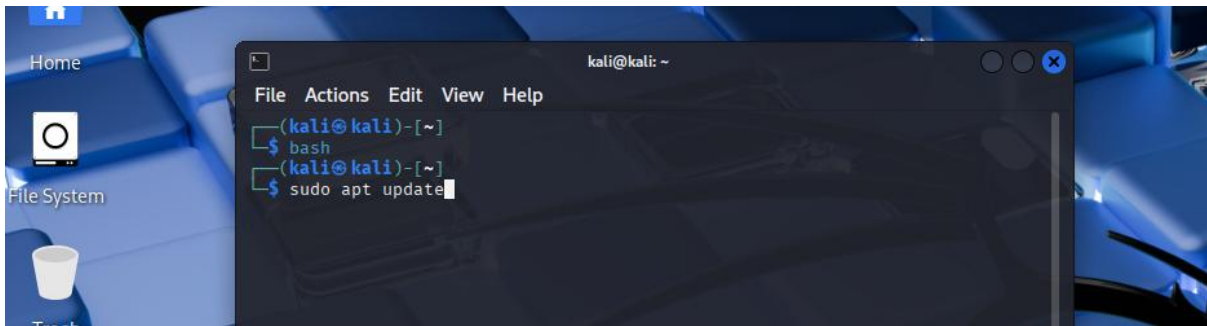 Home
File System
kali@kali: ~
File Actions Edit View Help
┌──(kali㉿kali)-[~]
└─$ bash
┌──(kali㉿kali)-[~]
└─$ sudo apt update